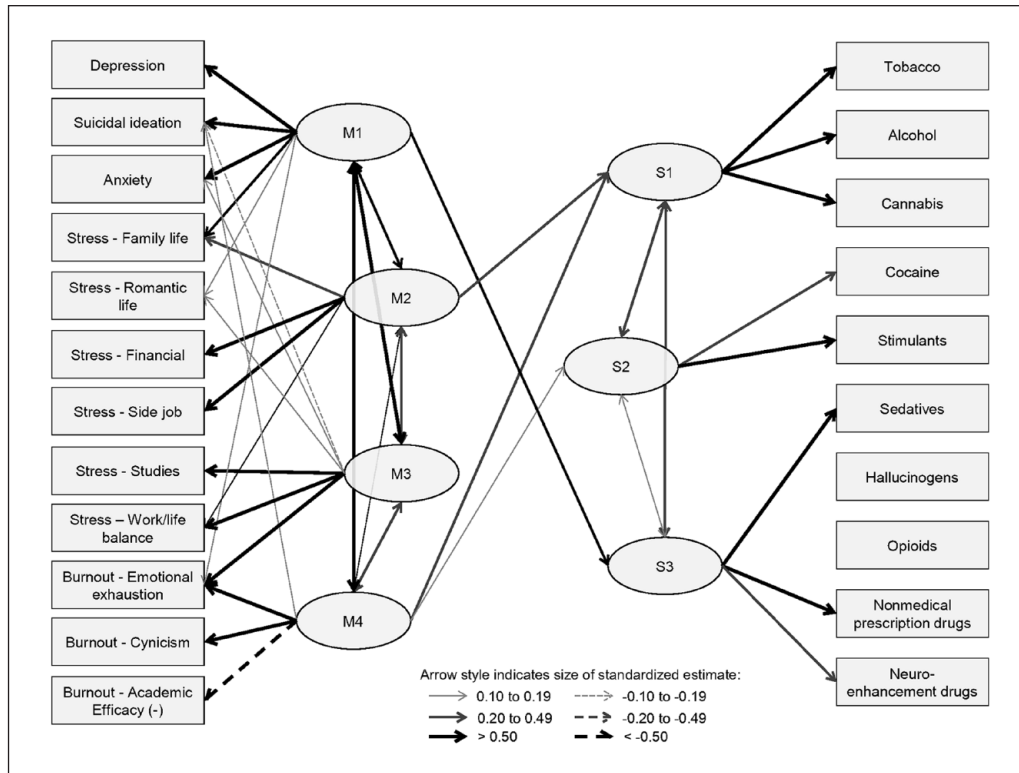 Depression
Suicidal ideation
Anxiety
Stress - Family life
Stress - Romantic
life
Stress - Financial
Stress - Side job
Stress - Studies
Stress – Work/life
balance
Burnout - Emotional
exhaustion
Burnout - Cynicism
Burnout - Academic
Efficacy (-)
M1
M2
M3
M4
S1
S2
S3
Tobacco
Alcohol
Cannabis
Cocaine
Stimulants
Sedatives
Hallucinogens
Opioids
Nonmedical
prescription drugs
Neuro-
enhancement drugs
Arrow style indicates size of standardized estimate:
0.10 to 0.19
-0.10 to -0.19
0.20 to 0.49
-0.20 to -0.49
> 0.50
< -0.50